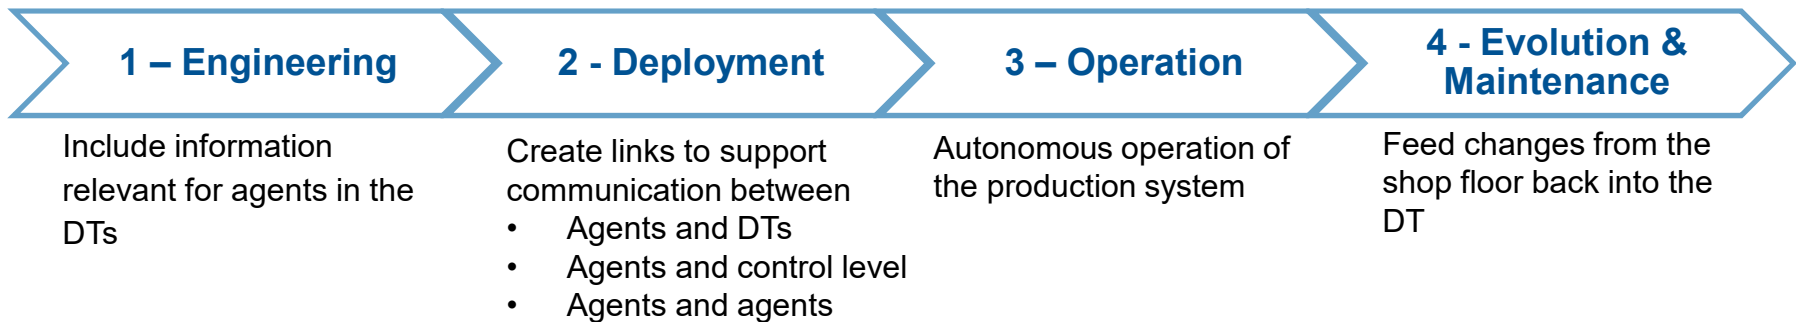 1 – Engineering
2 - Deployment
3 – Operation
4 - Evolution &
Maintenance
Include information
relevant for agents in the
DTs
Create links to support
communication between
• Agents and DTs
• Agents and control level
• Agents and agents
Autonomous operation of
the production system
Feed changes from the
shop floor back into the
DT